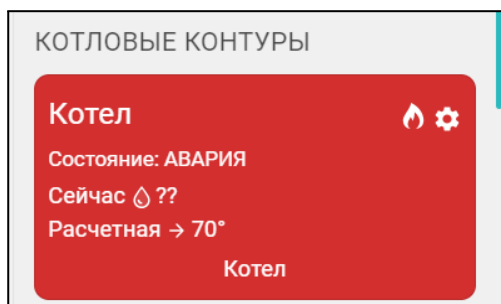 КОТЛОВЫЕ КОНТУРЫ
Котел
Состояние: АВАРИЯ
Сейчас ??
Расчетная → 70°
Котел